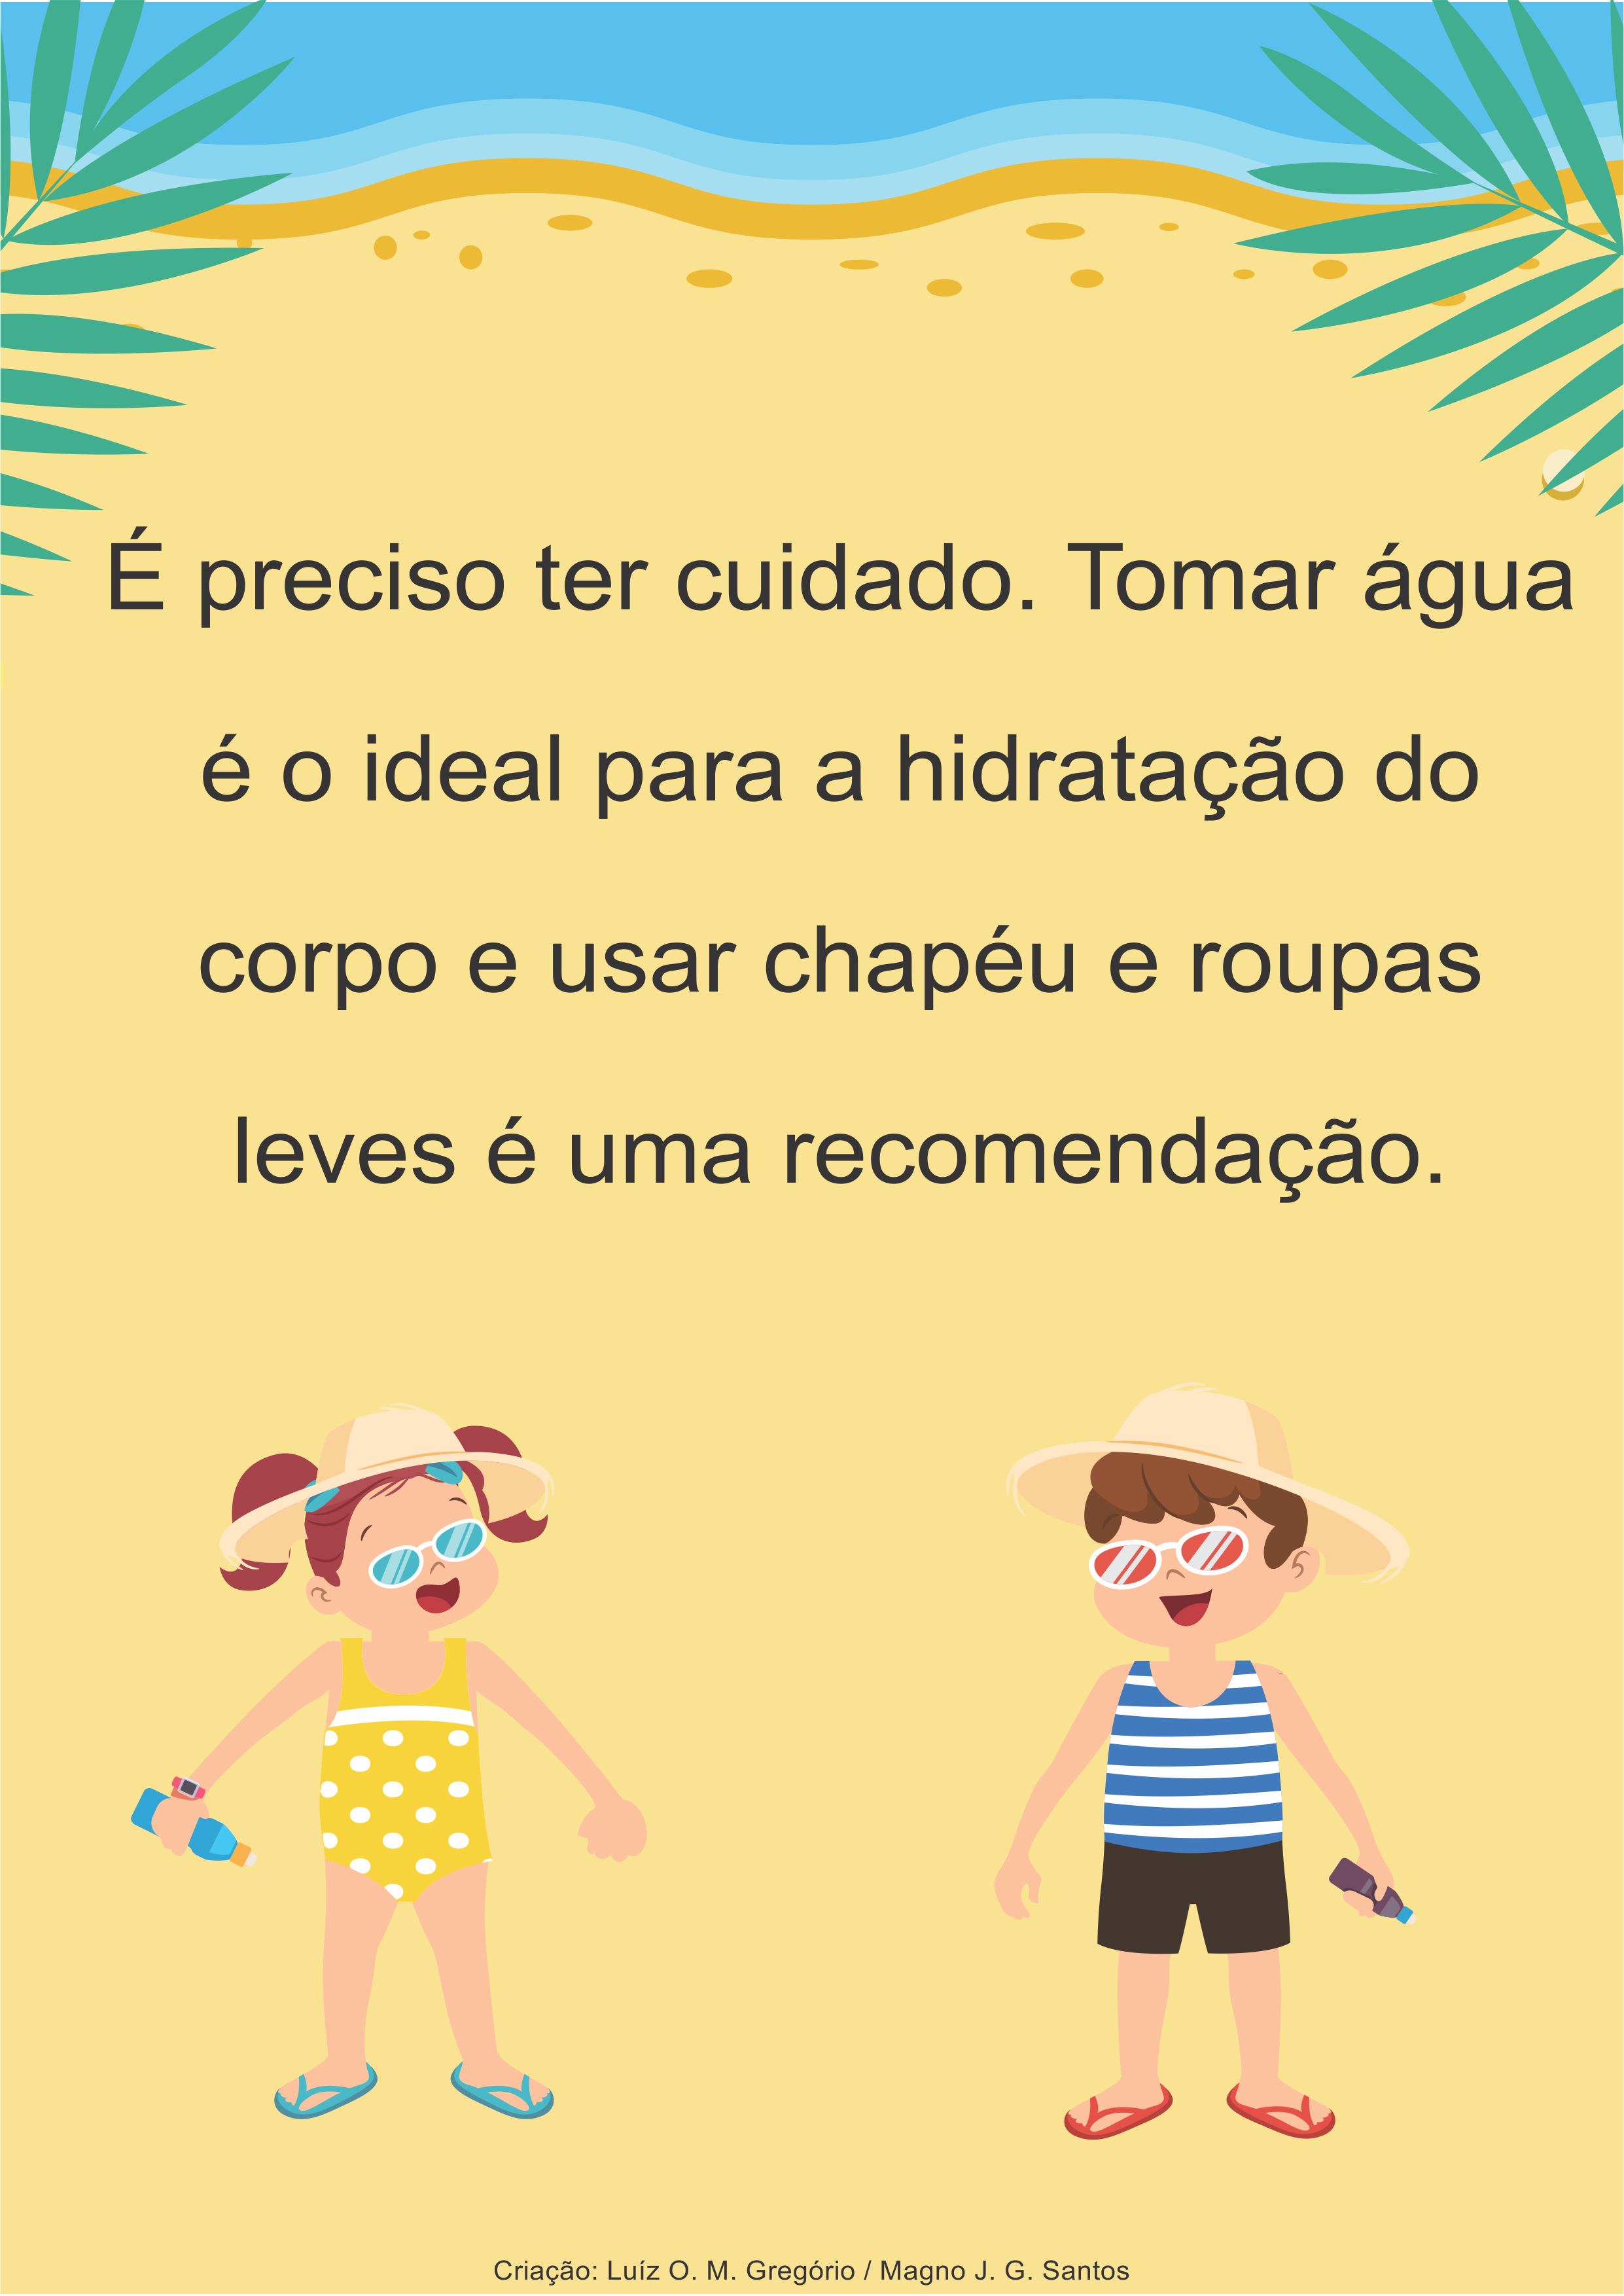 É preciso ter cuidado. Tomar água
é o ideal para a hidratação do
corpo e usar chapéu e roupas
leves é uma recomendação.
Criação: Luíz O. M. Gregório / Magno J. G. Santos